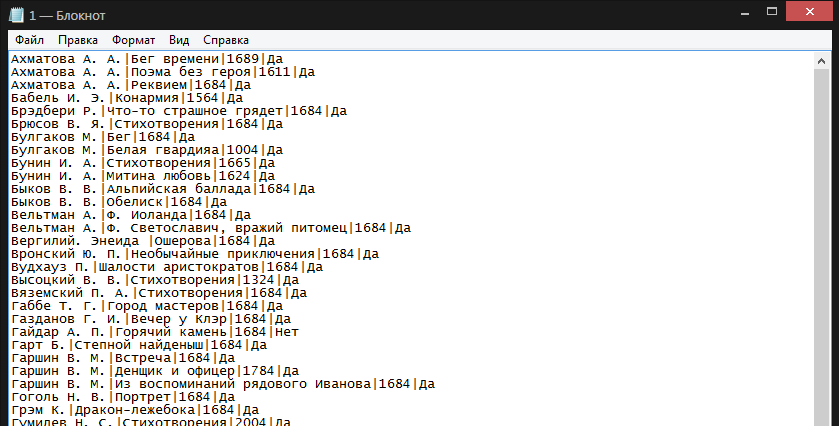 1 — Блокнот
Файл Правка Формат Вид Справка
Ахматова А. А.|Бег времени|1689|Да
Ахматова А. А.|Поэма без героя|1611|Да
Ахматова А. А.|Реквием|1684|Да
Бабель И. Э.|Конармия|1564|Да
Брэдбери Р.|Что-то страшное грядет|1684|Да
Брюсов В. Я.|Стихотворения|1684|Да
Булгаков М.|Бег|1684|Да
Булгаков М.|Белая гвардияа|1004|Да
Бунин И. А.|Стихотворения|1665|Да
Бунин И. А.|Митина любовь|1624|Да
Быков В. В.|Альпийская баллада|1684|Да
Быков В. В.|Обелиск|1684|Да
Вельтман А.|Ф. Иоланда|1684|Да
Вельтман А.|Ф. Светославич, вражий питомец|1684|Да
Вергилий. Энеида |Ошерова|1684|Да
Вронский Ю. П.|Необычайные приключения|1684|Да
Вудхауз П.|Шалости аристократов|1684|Да
Высоцкий В. В.|Стихотворения|1324|Да
Вяземский П. А.|Стихотворения|1684|Да
Габбе Т. Г.|Город мастеров|1684|Да
Газданов Г. И.|Вечер у Клэр|1684|Да
Гайдар А. П.|Горячий камень|1684|Нет
Гарт Б.|Степной найденыш|1684|Да
Гаршин В. М.|Встреча|1684|Да
Гаршин В. М.|Денщик и офицер|1784|Да
Гаршин В. М.|Из воспоминаний рядового Иванова|1684|Да
Гоголь Н. В.|Портрет|1684|Да
Грэм К.|Дракон-лежебока|1684|Да
Гумилев Н. С.|Стихотворения|2004|Да